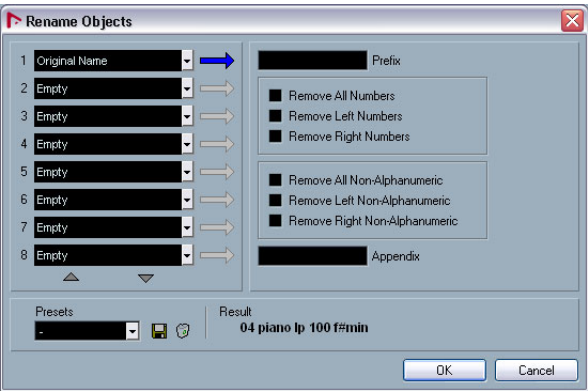 Rename Objects
1 Original Name
Prefix
2 Empty
Remove All Numbers
3 Empty
Remove Left Numbers
Remove Right Numbers
4 Empty
5 Empty
Remove All Non-Alphanumeric
6 Empty
Remove Left Non-Alphanumeric
Remove Right Non-Alphanumeric
7 Empty
8 Empty
Appendix
Presets
-
Result
04 piano lp 100 f#min
OK
Cancel